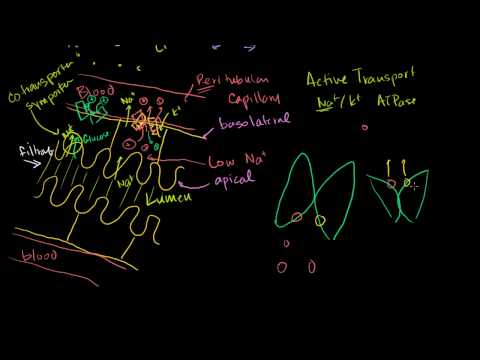 Blood
Peritubular
Capillary
Na+
K+
cotransporter
symporter
Na+
Glucose
basolateral
filtrate
Low Na+
Na+
apical
Lumen
blood
Active Transport
Na+/K+ ATPase